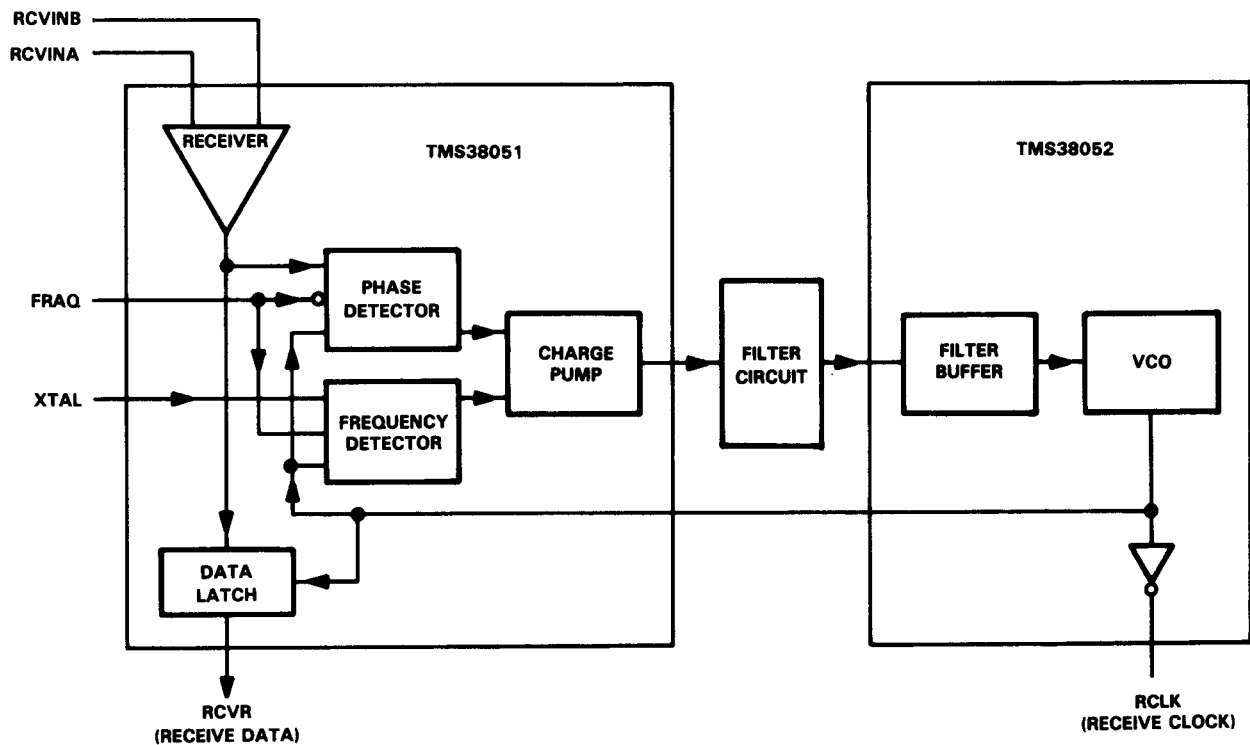 RCVINB
RCVINA
RECEIVER
TMS38051
TMS38052
PHASE
DETECTOR
FRAQ
CHARGE
PUMP
FILTER
CIRCUIT
FILTER
BUFFER
VCO
XTAL
FREQUENCY
DETECTOR
DATA
LATCH
RCVR
(RECEIVE DATA)
RCLK
(RECEIVE CLOCK)